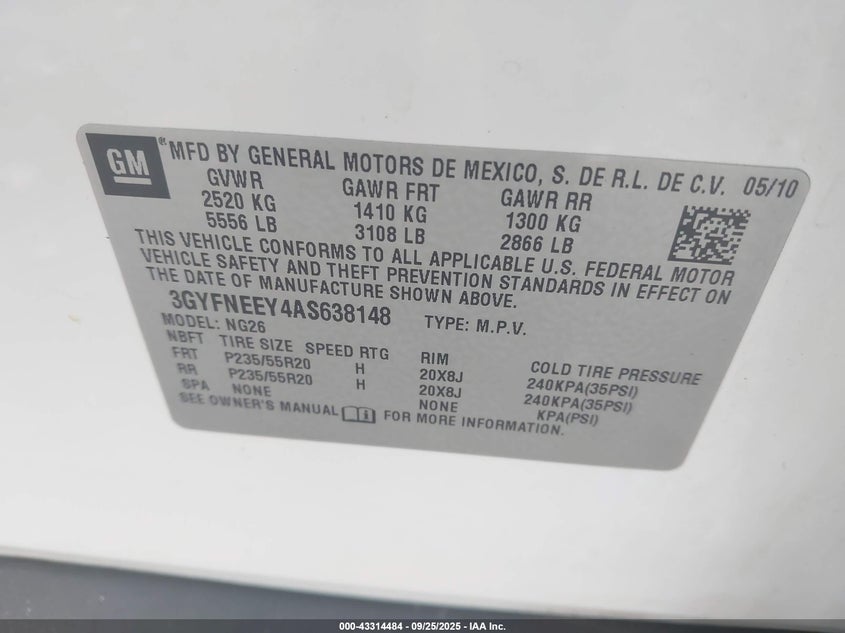 GM ® MFD BY GENERAL MOTORS DE MEXICO, S. DE R.L. DE C.V. 05/10
GVWR GAWR FRT GAWR RR
2520 KG 1410 KG 1300 KG
5556 LB 3108 LB 2866 LB
THIS VEHICLE CONFORMS TO ALL APPLICABLE U.S. FEDERAL MOTOR
VEHICLE SAFETY AND THEFT PREVENTION STANDARDS IN EFFECT ON
THE DATE OF MANUFACTURE SHOWN ABOVE.
3GYFNEEY4AS638148 TYPE: M.P.V.
MODEL: NG26
NBFT TIRE SIZE SPEED RTG RIM COLD TIRE PRESSURE
FRT P235/55R20 H 20X8J 240KPA(35PSI)
RR P235/55R20 H 20X8J 240KPA(35PSI)
SPA NONE NONE KPA(PSI)
SEE OWNER'S MANUAL FOR MORE INFORMATION.
000-43314484 - 09/25/2025 - IAA Inc.